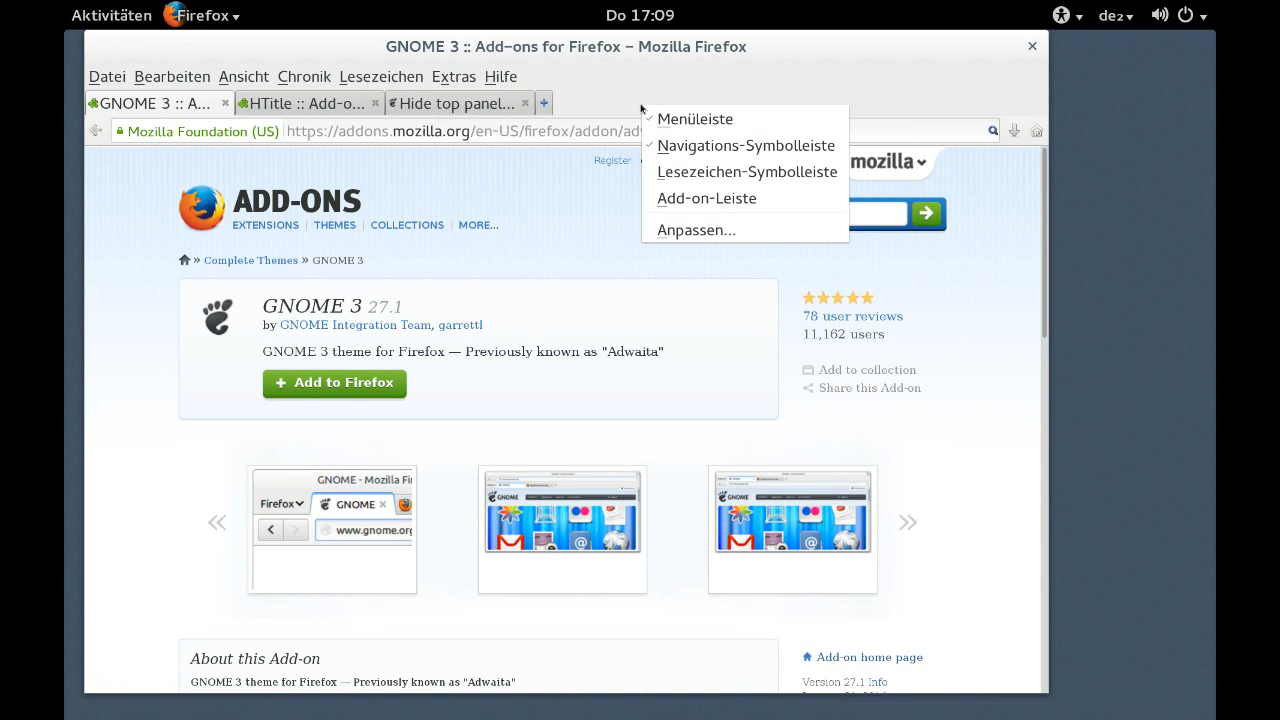 Aktivitäten Firefox Do 17:09 de2
GNOME 3 :: Add-ons for Firefox – Mozilla Firefox
Datei Bearbeiten Ansicht Chronik Lesezeichen Extras Hilfe
GNOME 3 :: A... HTitle :: Add-o... Hide top panel...
Mozilla Foundation (US) https://addons.mozilla.org/en-US/firefox/addon/ad
Menüleiste
Navigations-Symbolleiste
Lesezeichen-Symbolleiste
Add-on-Leiste
Anpassen...
Register
mozilla
ADD-ONS
EXTENSIONS THEMES COLLECTIONS MORE...
» Complete Themes » GNOME 3
GNOME 3 27.1
by GNOME Integration Team, garrettl
GNOME 3 theme for Firefox — Previously known as "Adwaita"
+ Add to Firefox
78 user reviews
11,162 users
Add to collection
Share this Add-on
GNOME - Mozilla Fi
Firefox GNOME
www.gnome.org
GNOME
GNOME
About this Add-on
GNOME 3 theme for Firefox — Previously known as "Adwaita"
Add-on home page
Version 27.1 Info